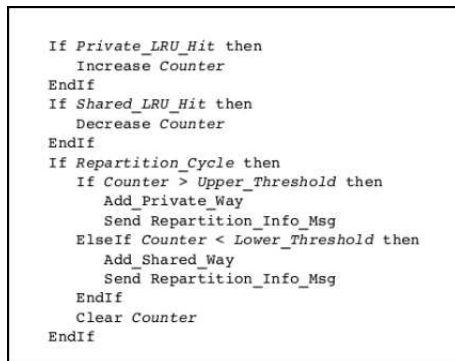 If Private_LRU_Hit then
Increase Counter
EndIf
If Shared_LRU_Hit then
Decrease Counter
EndIf
If Repartition_Cycle then
If Counter > Upper_Threshold then
Add_Private_Way
Send Repartition_Info_Msg
ElseIf Counter < Lower_Threshold then
Add_Shared_Way
Send Repartition_Info_Msg
EndIf
Clear Counter
EndIf